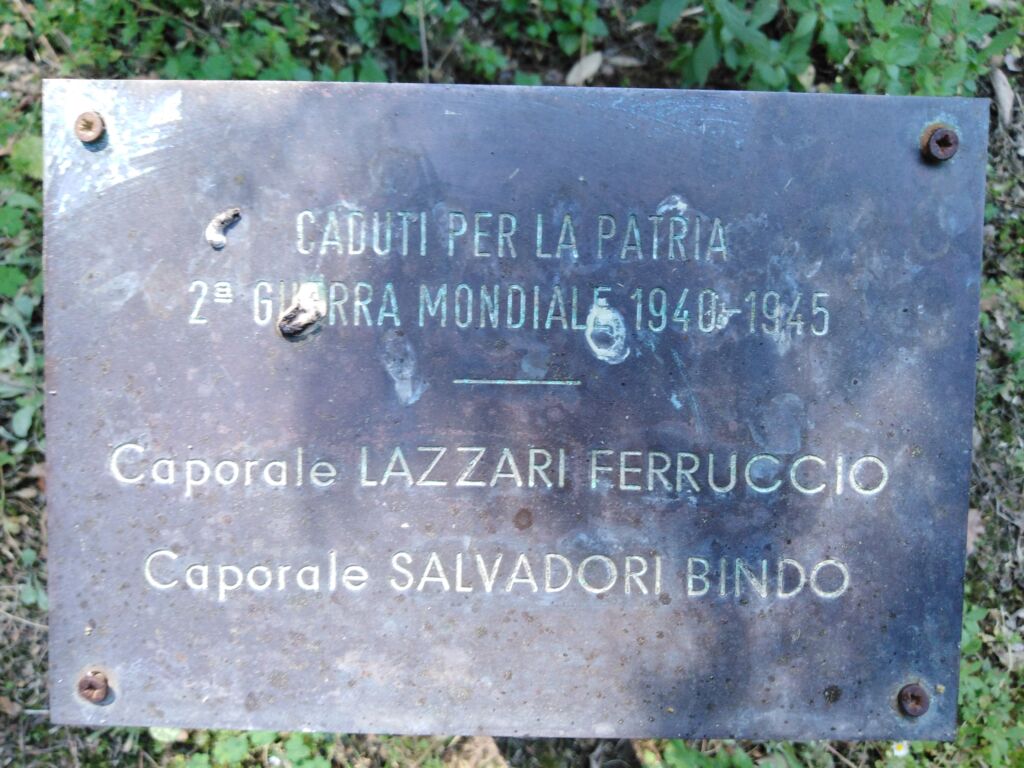 CADUTI PER LA PATRIA
2ª GUERRA MONDIALE 1940-1945
Caporale LAZZARI FERRUCCIO
Caporale SALVADORI BINDO